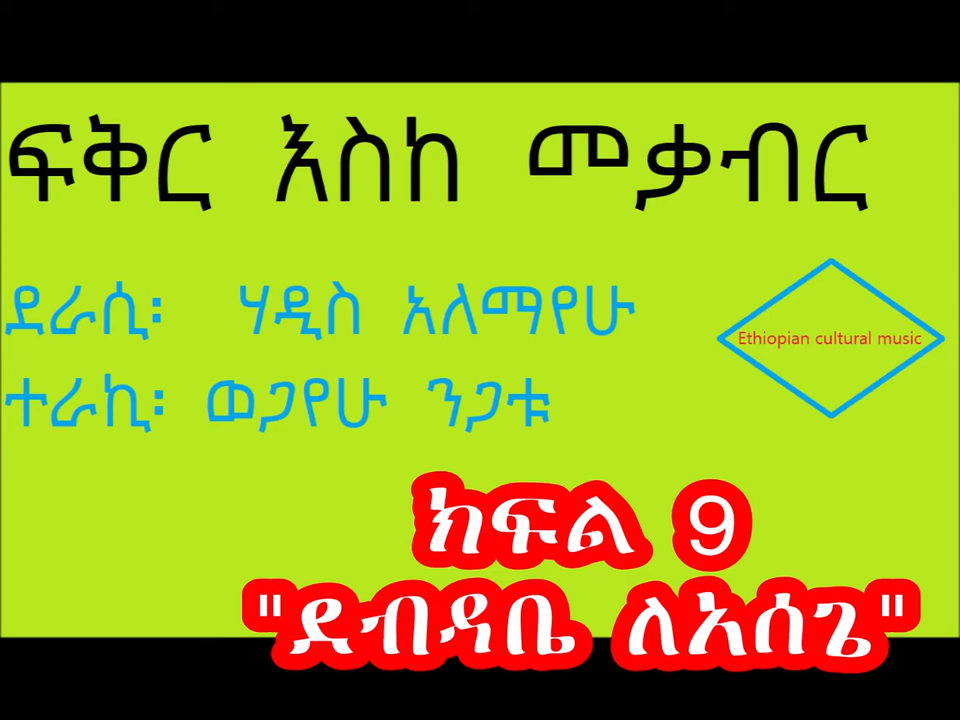 ፍቅር እስከ መቃብር
ደራሲ፡ ሃዲስ አለማየሁ
Ethiopian cultural music
ተራኪ፡ ወጋየሁ ንጋቱ
ክፍል 9
"ደብዳቤ ለአሰጌ"